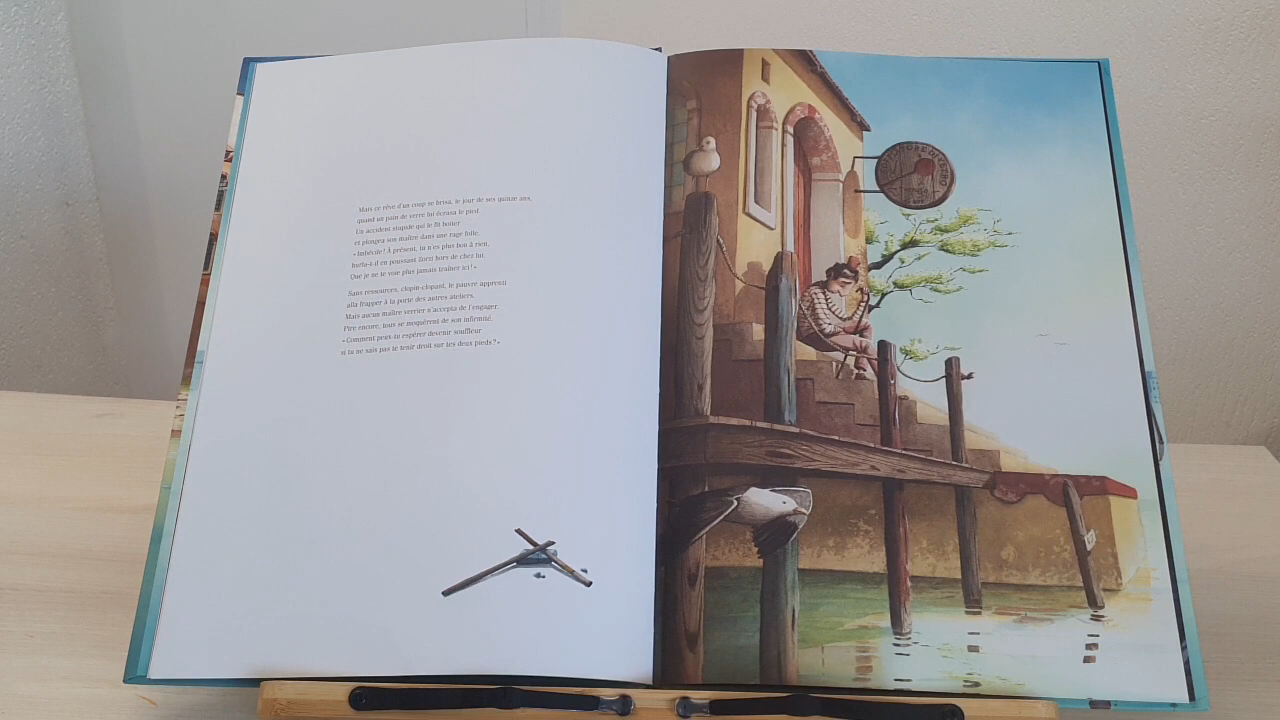 Mais ce rêve d'un coup se brisa, le jour de ses quinze ans,
quand un pain de verre lui écrasa le pied.
Un accident stupide qui le fit boiter
et plongea son maître dans une rage folle.
« Imbécile ! À présent, tu n'es plus bon à rien,
hurla-t-il en poussant Zorzi hors de chez lui.
Que je ne te voie plus jamais traîner ici ! »
Sans ressources, clopin-clopant, le pauvre apprenti
alla frapper à la porte des autres ateliers.
Mais aucun maître verrier n'accepta de l'engager.
Pire encore, tous se moquèrent de son infirmité.
« Comment peux-tu espérer devenir souffleur
si tu ne sais pas te tenir droit sur tes deux pieds ? »